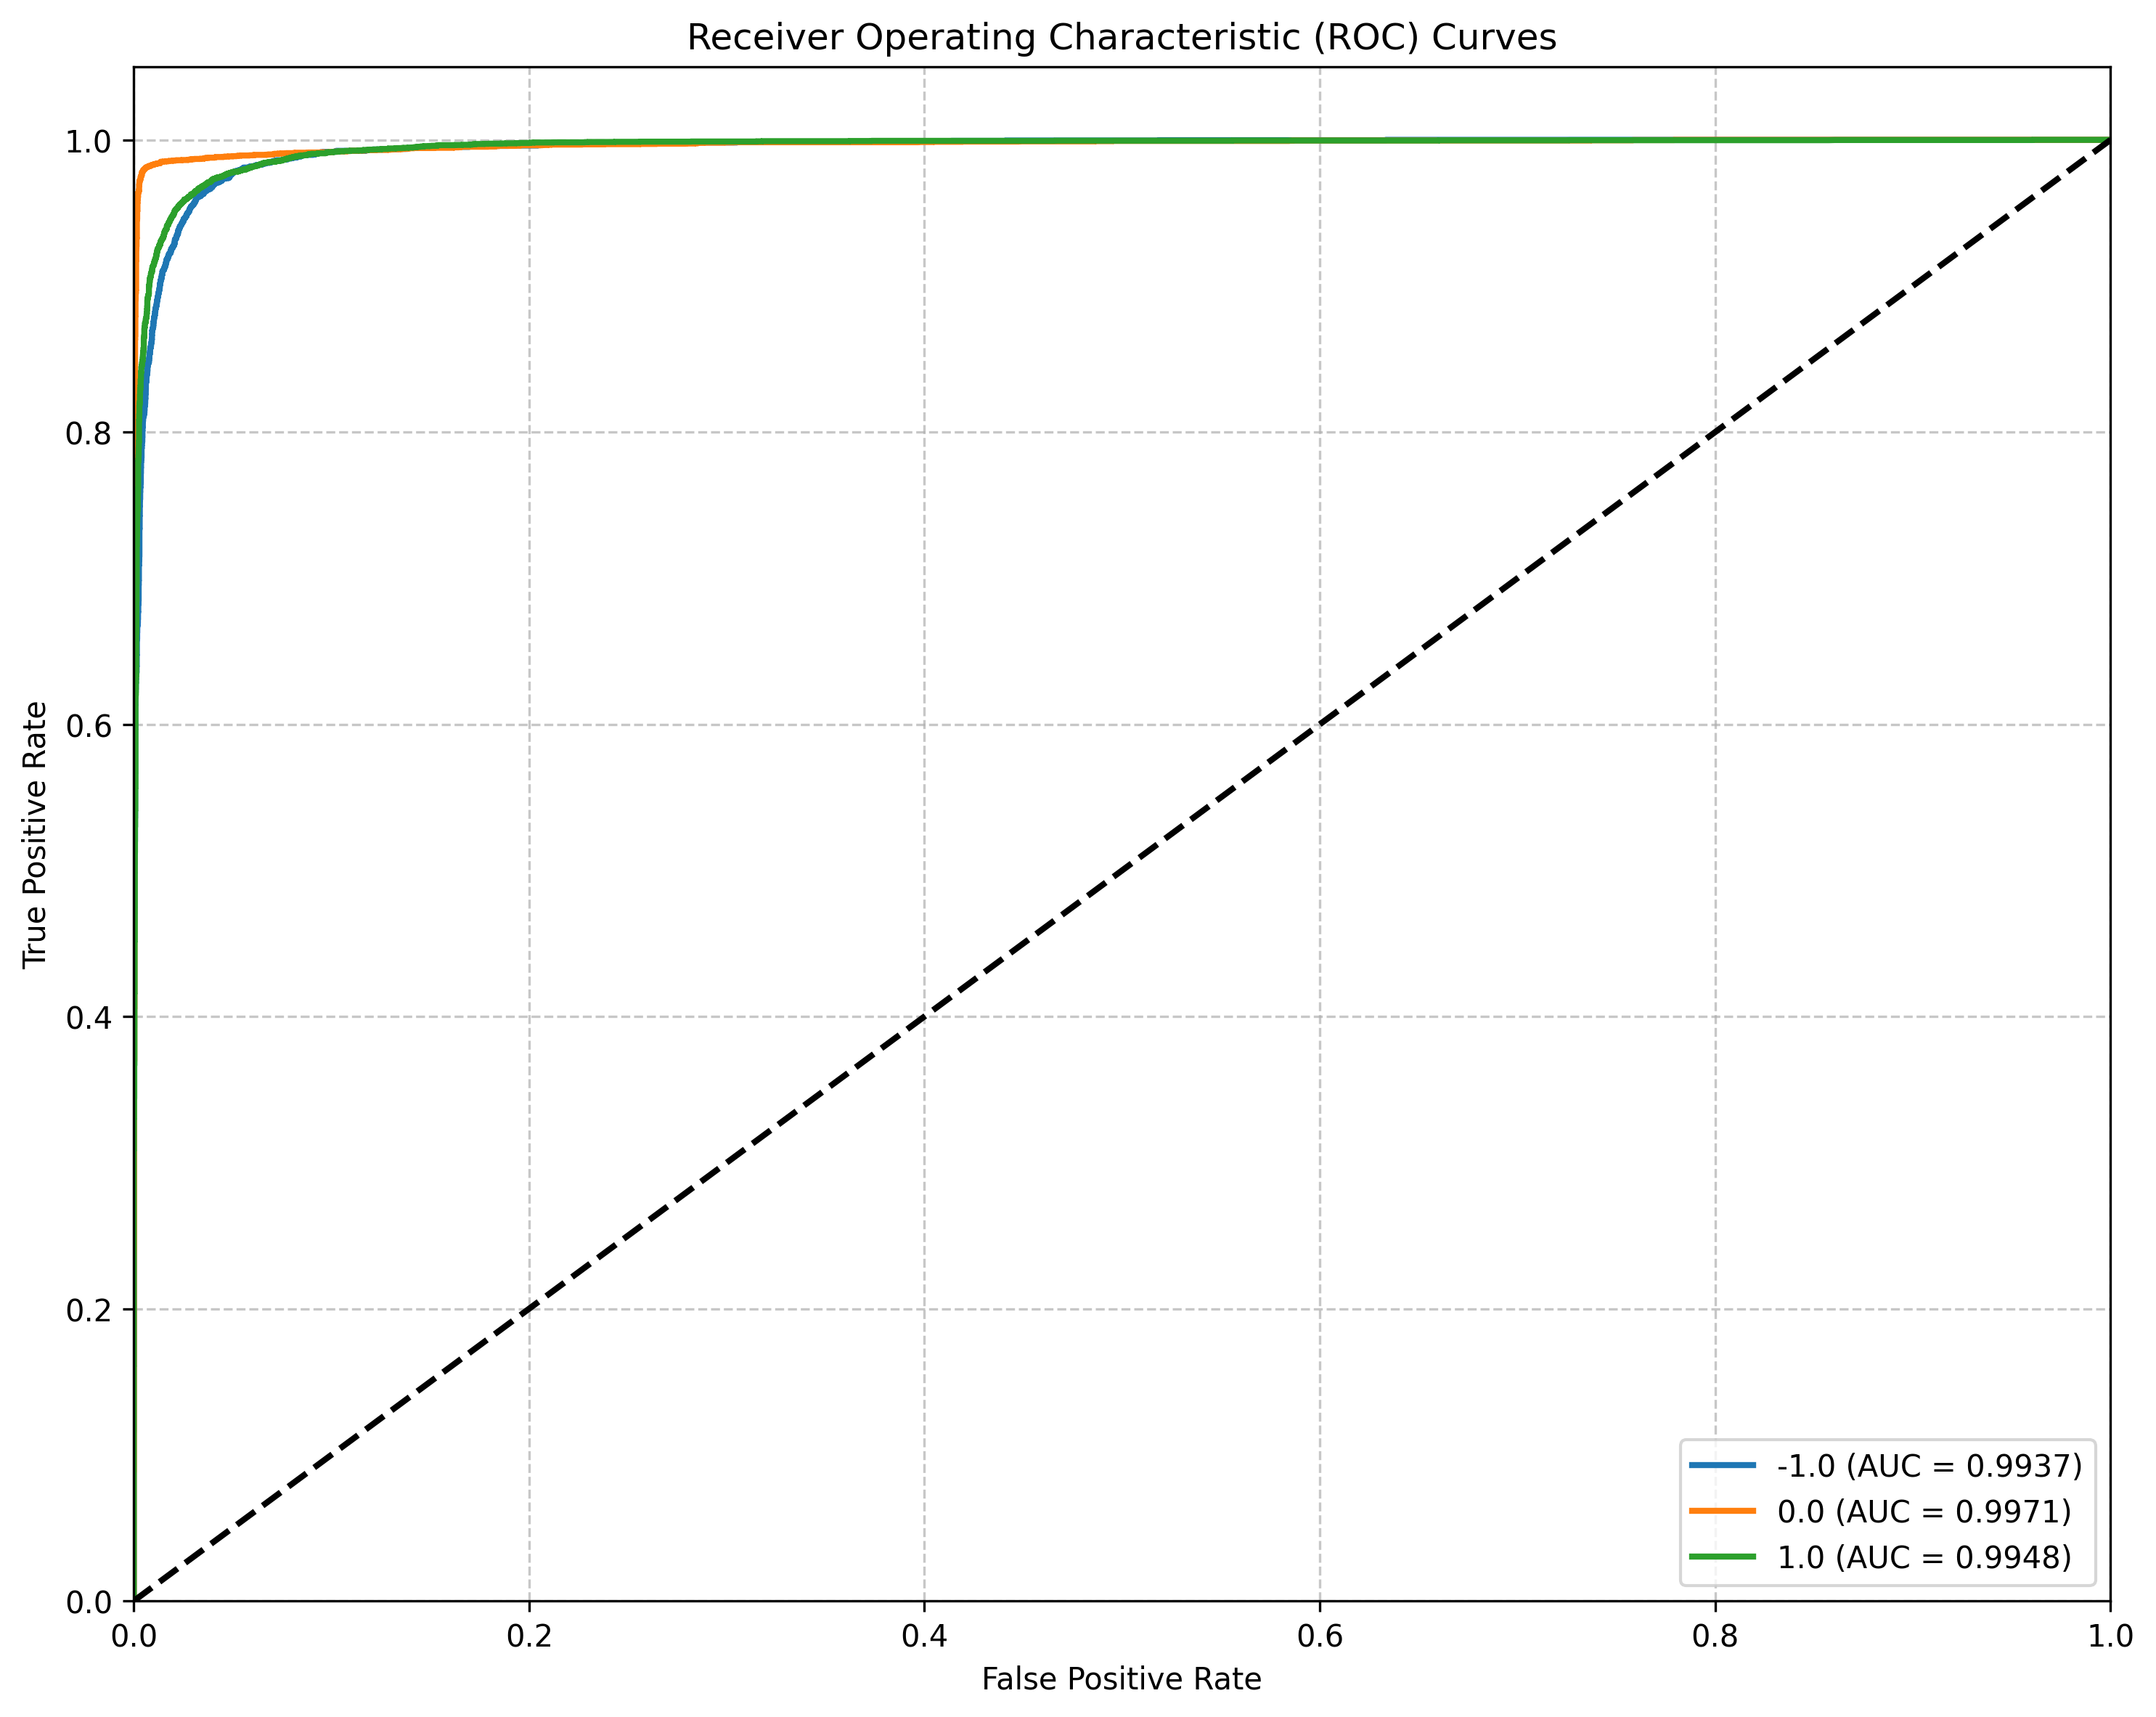 Receiver Operating Characteristic (ROC) Curves
True Positive Rate
1.0
0.8
0.6
0.4
0.2
0.0
0.0 0.2 0.4 0.6 0.8 1.0
False Positive Rate
-1.0 (AUC = 0.9937)
0.0 (AUC = 0.9971)
1.0 (AUC = 0.9948)